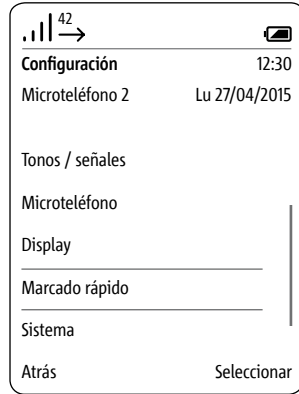 42
Configuración 12:30
Microteléfono 2 Lu 27/04/2015
Tonos / señales
Microteléfono
Display
Marcado rápido
Sistema
Atrás Seleccionar